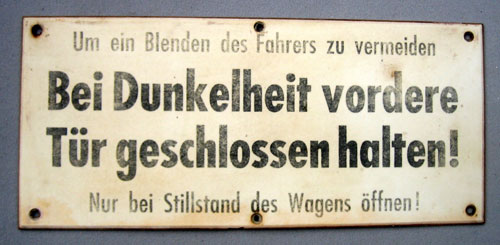 Um ein Blenden des Fahrers zu vermeiden
Bei Dunkelheit vordere
Tür geschlossen halten!
Nur bei Stillstand des Wagens öffnen!